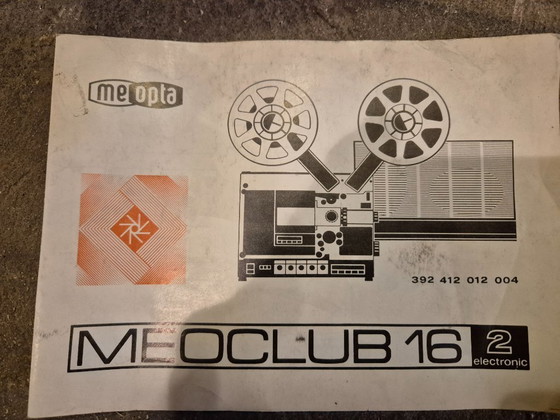 meopta
392 412 012 004
MEOCLUB 16 2
electronic